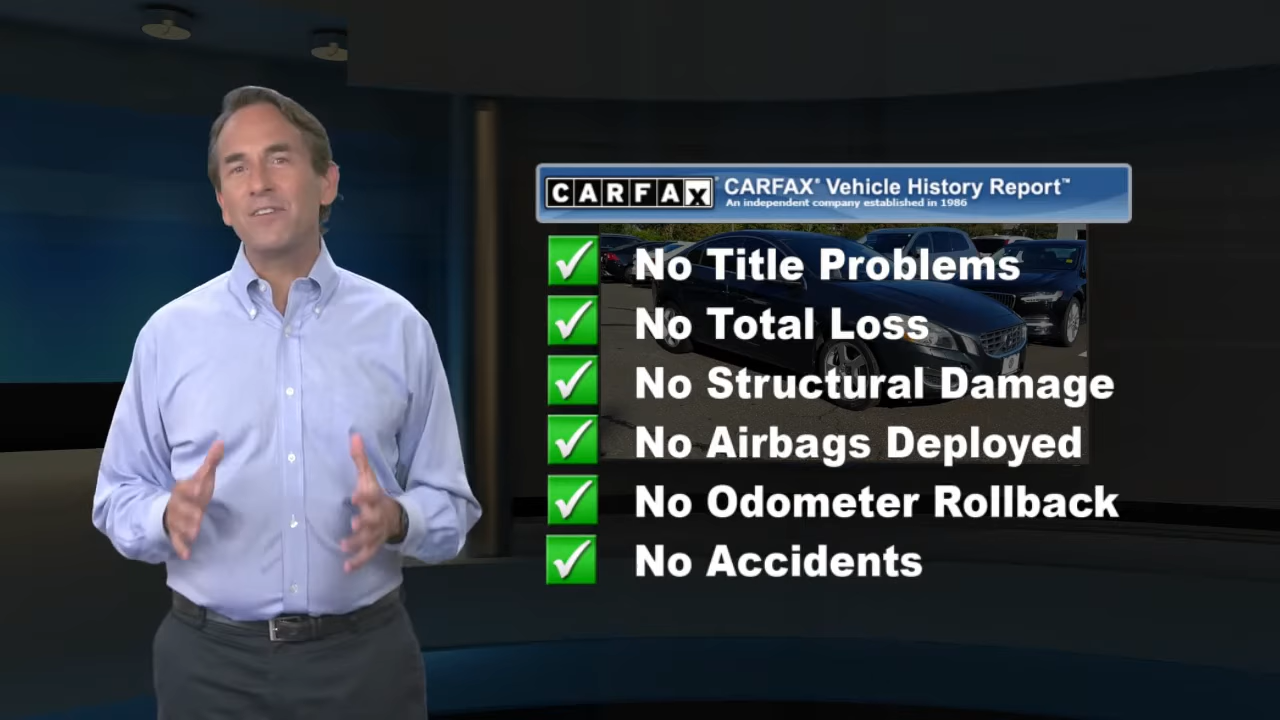 CARFAX® CARFAX® Vehicle History Report™
An independent company established in 1986
No Title Problems
No Total Loss
No Structural Damage
No Airbags Deployed
No Odometer Rollback
No Accidents